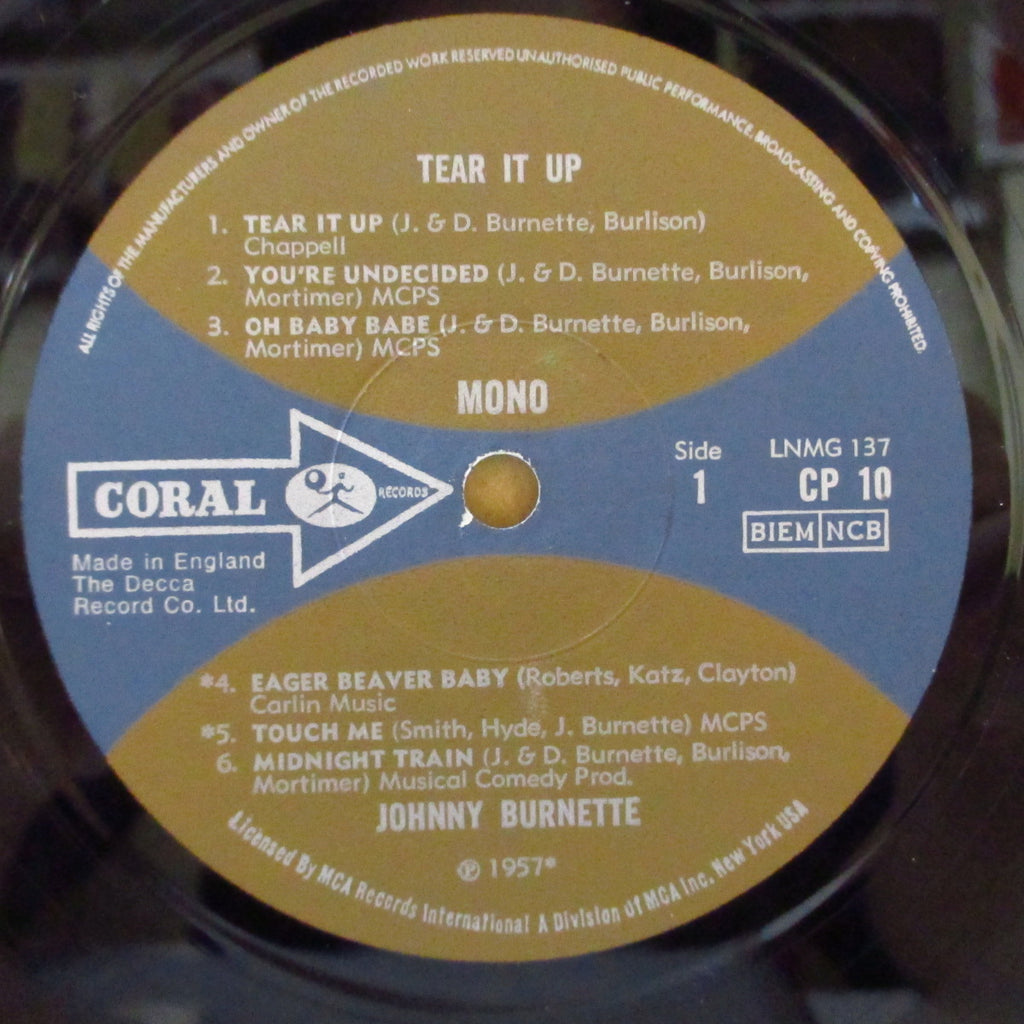 ALL RIGHTS OF THE MANUFACTURERS AND OWNER OF THE RECORDED WORK RESERVED UNAUTHORISED PUBLIC PERFORMANCE, BROADCASTING AND COPYING PROHIBITED.
TEAR IT UP
1. TEAR IT UP (J. & D. Burnette, Burlison)
Chappell
2. YOU'RE UNDECIDED (J. & D. Burnette, Burlison,
Mortimer) MCPS
3. OH BABY BABE (J. & D. Burnette, Burlison,
Mortimer) MCPS
MONO
CORAL RECORDS
Made in England
The Decca
Record Co. Ltd.
Side
1
LNMG 137
CP 10
BIEM NCB
*4. EAGER BEAVER BABY (Roberts, Katz, Clayton)
Carlin Music
*5. TOUCH ME (Smith, Hyde, J. Burnette) MCPS
6. MIDNIGHT TRAIN (J. & D. Burnette, Burlison,
Mortimer) Musical Comedy Prod.
JOHNNY BURNETTE
℗ 1957*
Licensed By MCA Records International A Division Of MCA Inc. New York USA